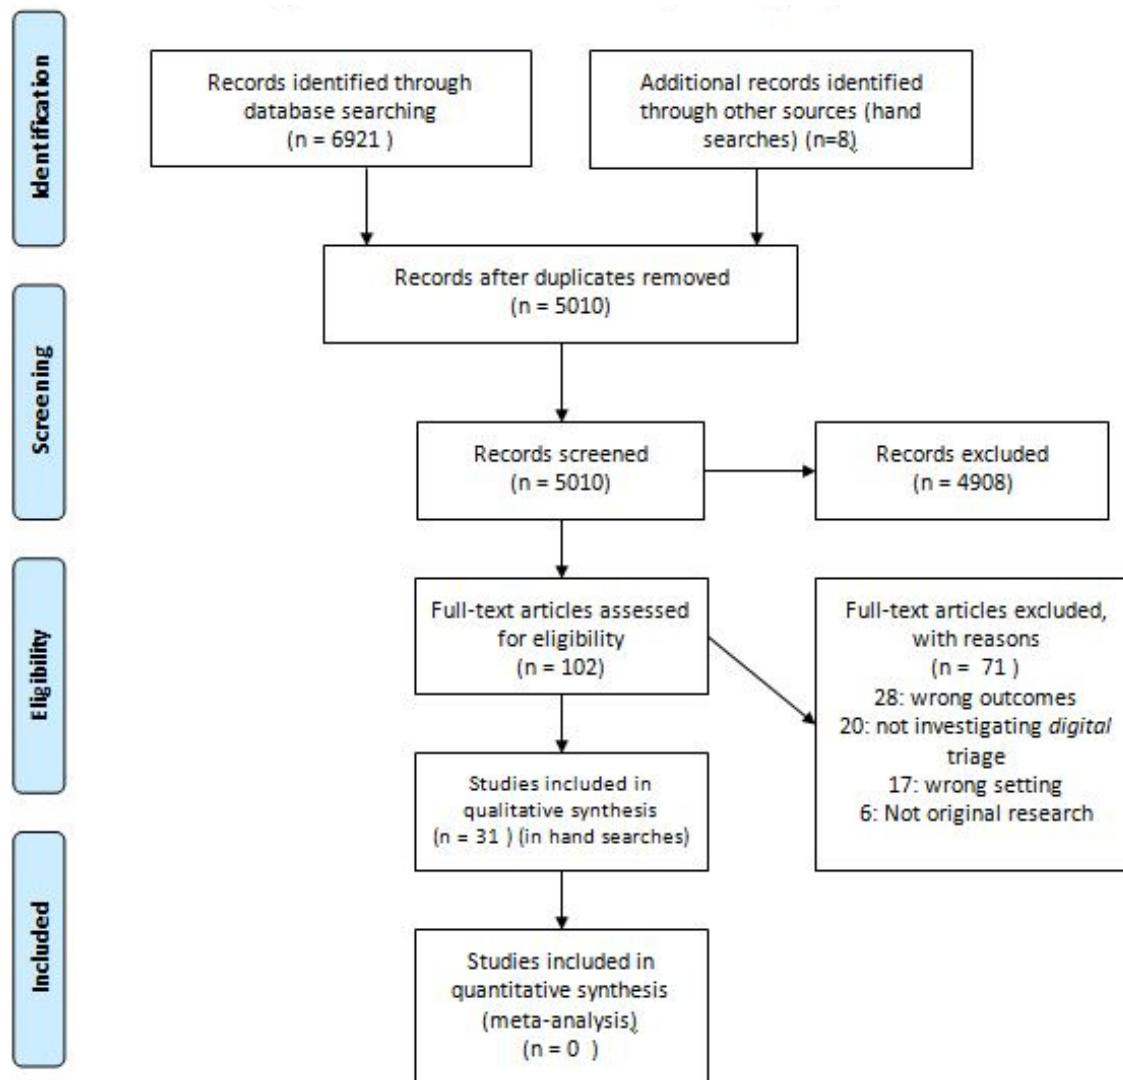 Identification
Records identified through
database searching
(n = 6921 )
Additional records identified
through other sources (hand
searches) (n=8)
Records after duplicates removed
(n = 5010)
Screening
Records screened
(n = 5010)
Records excluded
(n = 4908)
Eligibility
Full-text articles assessed
for eligibility
(n = 102)
Full-text articles excluded,
with reasons
(n = 71 )
28: wrong outcomes
20: not investigating digital
triage
17: wrong setting
6: Not original research
Studies included in
qualitative synthesis
(n = 31 ) (in hand searches)
Included
Studies included in
quantitative synthesis
(meta-analysis)
(n = 0 )